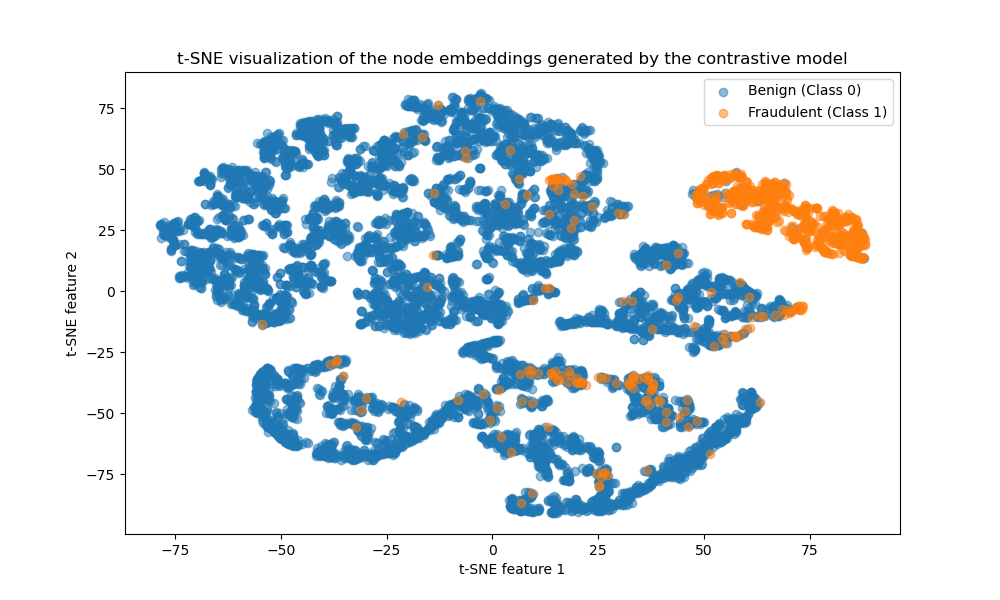 t-SNE visualization of the node embeddings generated by the contrastive model
Benign (Class 0)
Fraudulent (Class 1)
t-SNE feature 2
75
50
25
0
−25
−50
−75
−75 −50 −25 0 25 50 75
t-SNE feature 1